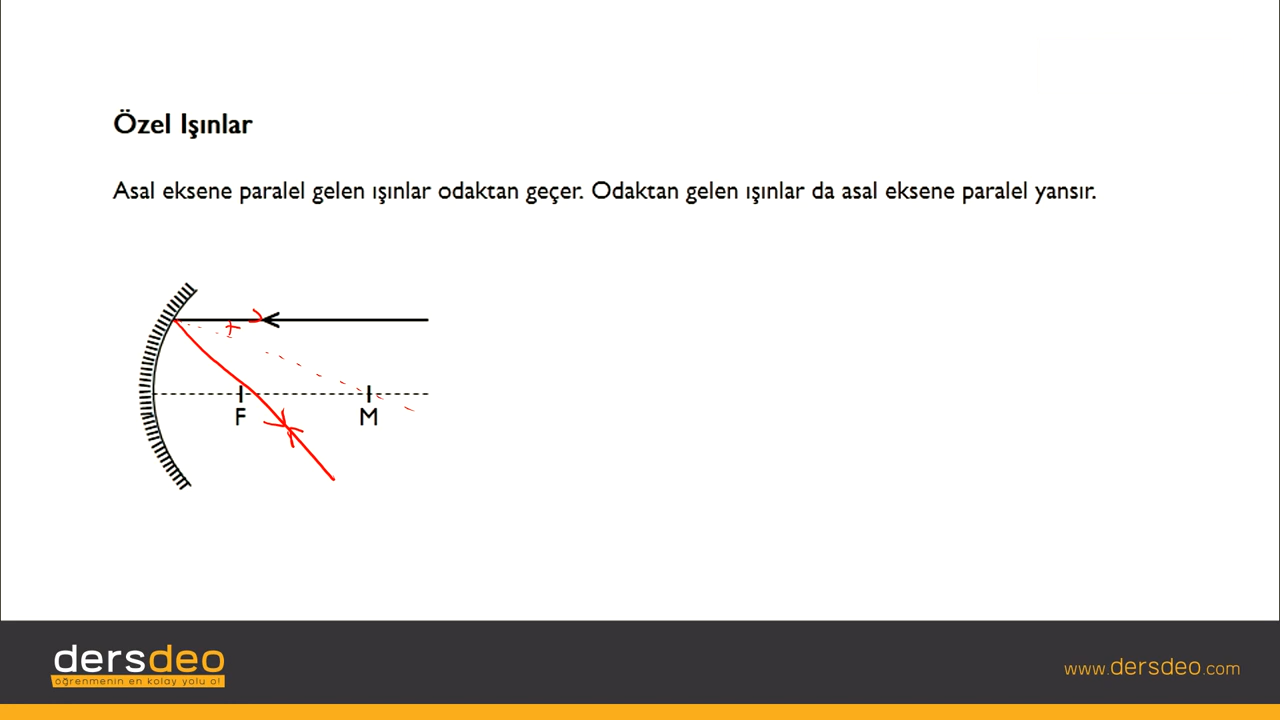 Özel Işınlar
Asal eksene paralel gelen ışınlar odaktan geçer. Odaktan gelen ışınlar da asal eksene paralel yansır.
F
M
dersdeo
öğrenmenin en kolay yolu o!
www.dersdeo.com